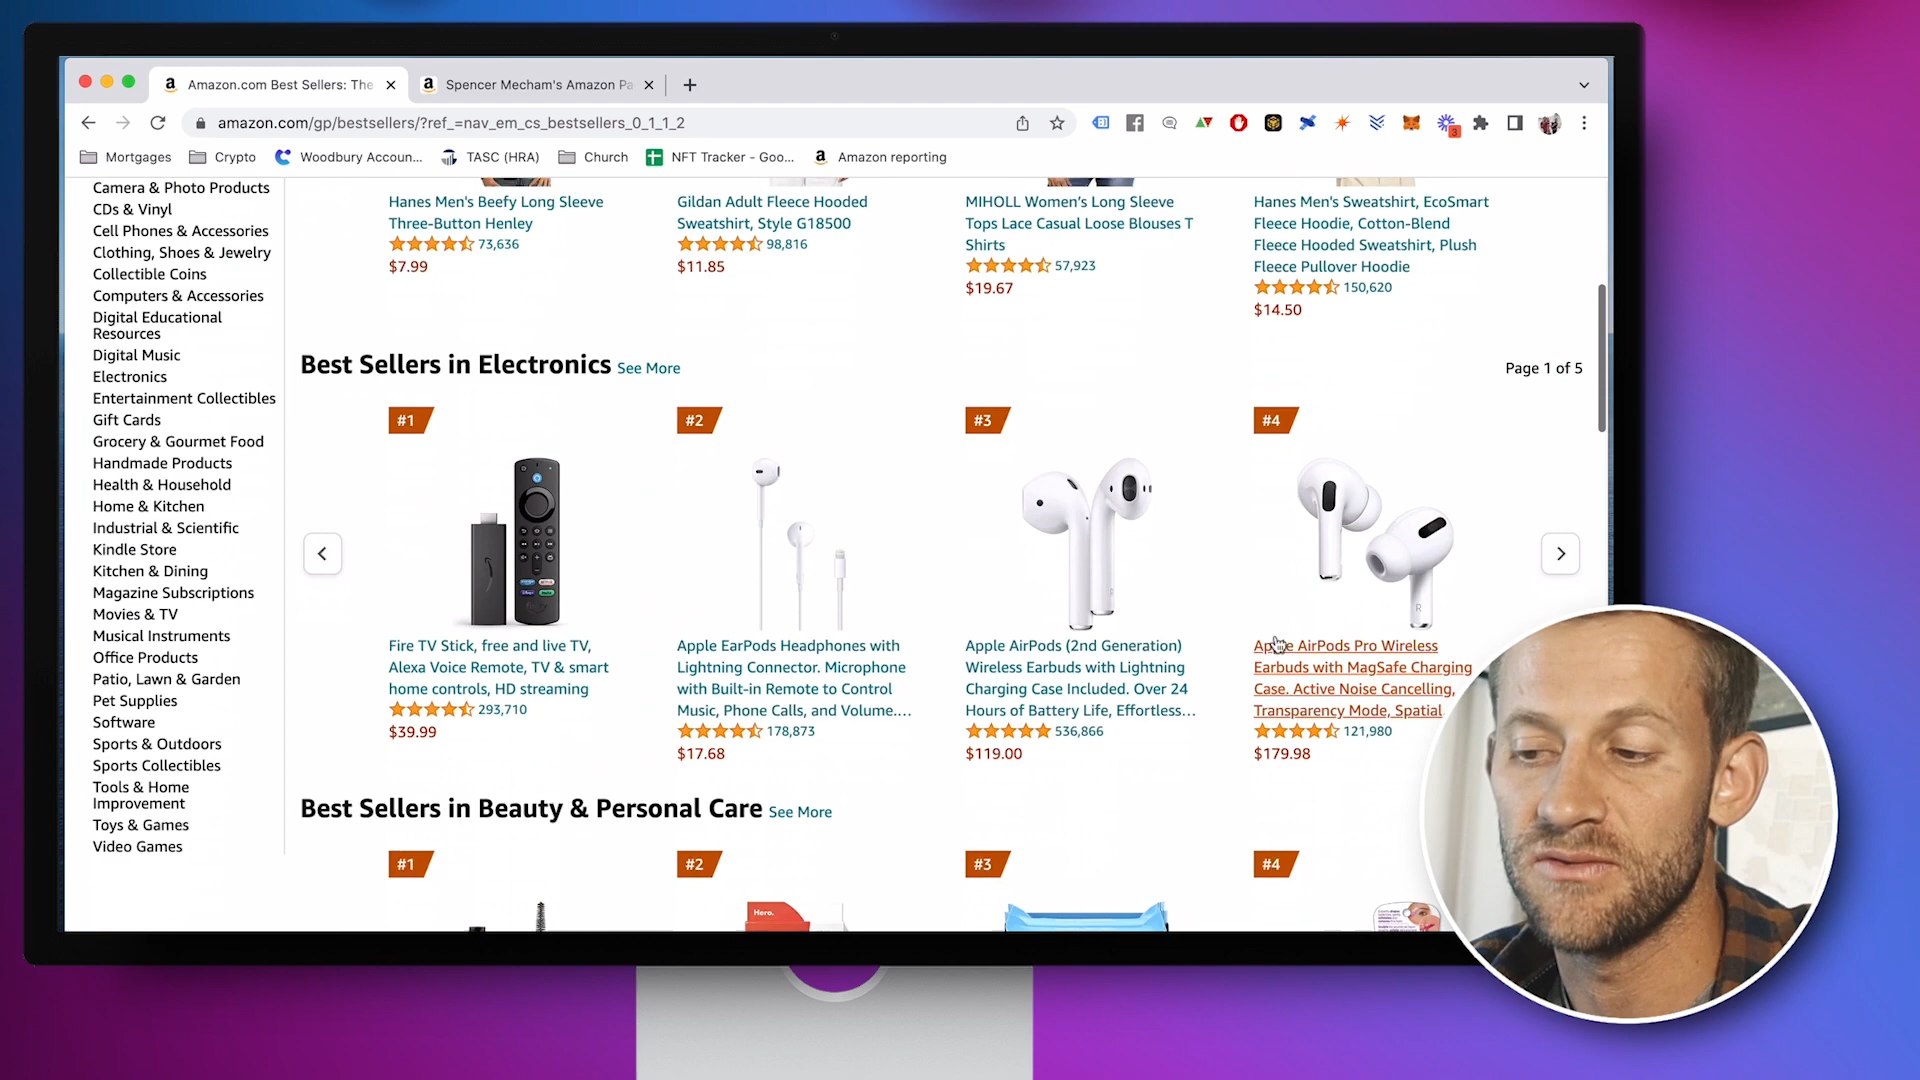 Amazon.com Best Sellers: The
Spencer Mecham's Amazon Pa
amazon.com/gp/bestsellers/?ref_=nav_em_cs_bestsellers_0_1_1_2
3
Mortgages
Crypto
Woodbury Accoun...
TASC (HRA)
Church
NFT Tracker - Goo...
Amazon reporting
Camera & Photo Products
CDs & Vinyl
Cell Phones & Accessories
Clothing, Shoes & Jewelry
Collectible Coins
Computers & Accessories
Digital Educational
Resources
Digital Music
Electronics
Entertainment Collectibles
Gift Cards
Grocery & Gourmet Food
Handmade Products
Health & Household
Home & Kitchen
Industrial & Scientific
Kindle Store
Kitchen & Dining
Magazine Subscriptions
Movies & TV
Musical Instruments
Office Products
Patio, Lawn & Garden
Pet Supplies
Software
Sports & Outdoors
Sports Collectibles
Tools & Home
Improvement
Toys & Games
Video Games
Hanes Men's Beefy Long Sleeve
Three-Button Henley
73,636
$7.99
Gildan Adult Fleece Hooded
Sweatshirt, Style G18500
98,816
$11.85
MIHOLL Women's Long Sleeve
Tops Lace Casual Loose Blouses T
Shirts
57,923
$19.67
Hanes Men's Sweatshirt, EcoSmart
Fleece Hoodie, Cotton-Blend
Fleece Hooded Sweatshirt, Plush
Fleece Pullover Hoodie
150,620
$14.50
Best Sellers in Electronics See More
Page 1 of 5
#1
Fire TV Stick, free and live TV,
Alexa Voice Remote, TV & smart
home controls, HD streaming
293,710
$39.99
#2
Apple EarPods Headphones with
Lightning Connector. Microphone
with Built-in Remote to Control
Music, Phone Calls, and Volume....
178,873
$17.68
#3
Apple AirPods (2nd Generation)
Wireless Earbuds with Lightning
Charging Case Included. Over 24
Hours of Battery Life, Effortless...
536,866
$119.00
#4
Apple AirPods Pro Wireless
Earbuds with MagSafe Charging
Case. Active Noise Cancelling,
Transparency Mode, Spatial
121,980
$179.98
Best Sellers in Beauty & Personal Care See More
#1
#2
#3
#4
Hero.